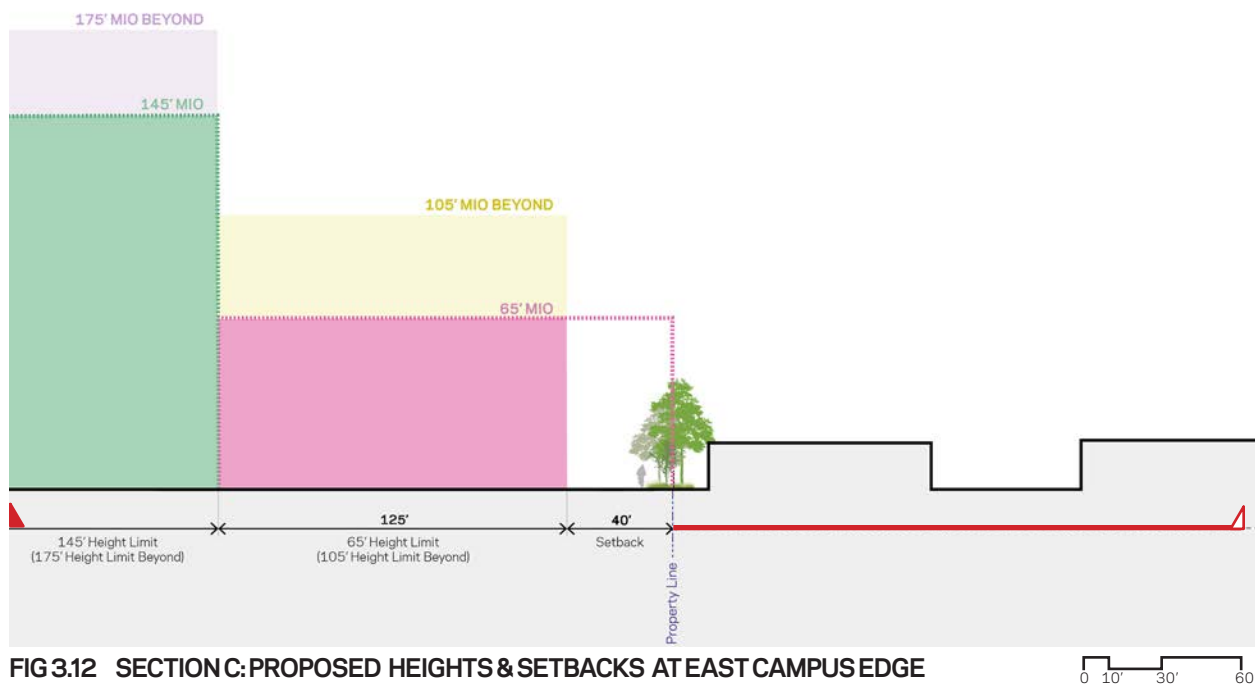 175' MIO BEYOND
145' MIO
105' MIO BEYOND
65' MIO
125'
40'
145' Height Limit
(175' Height Limit Beyond)
65' Height Limit
(105' Height Limit Beyond)
Setback
Property Line
FIG 3.12 SECTION C: PROPOSED HEIGHTS & SETBACKS AT EAST CAMPUS EDGE
0 10' 30' 60